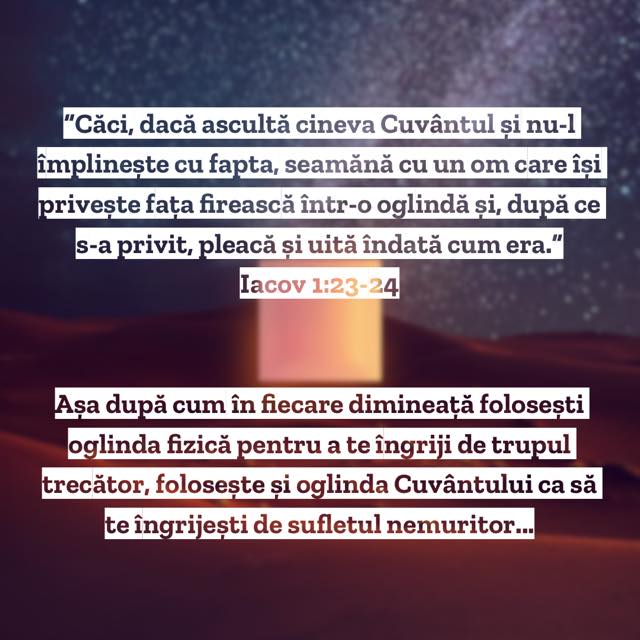 "Căci, dacă ascultă cineva Cuvântul și nu-l
împlinește cu fapta, seamănă cu un om care își
privește fața firească într-o oglindă și, după ce
s-a privit, pleacă și uită îndată cum era."
Iacov 1:23-24
Așa după cum în fiecare dimineață folosești
oglinda fizică pentru a te îngriji de trupul
trecător, folosește și oglinda Cuvântului ca să
te îngrijești de sufletul nemuritor...